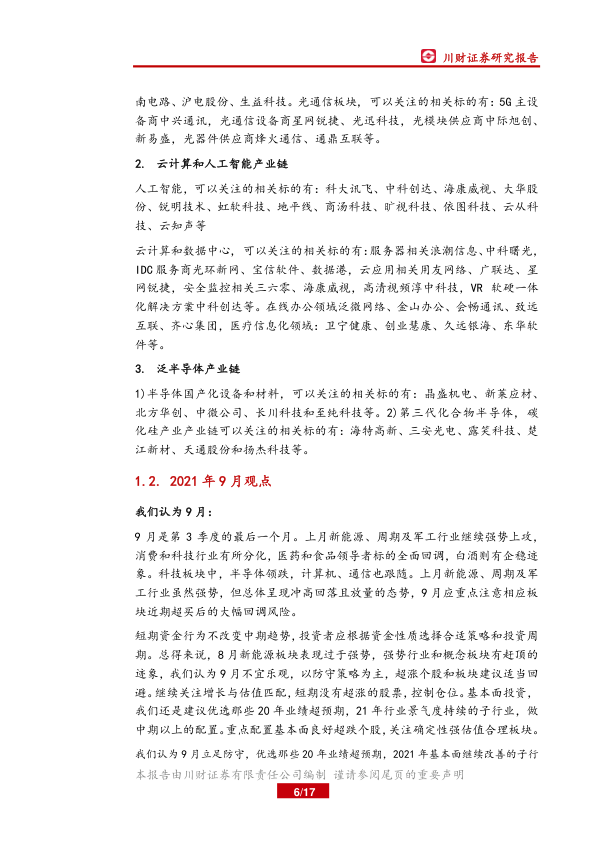 川财证券研究报告
南电路、沪电股份、生益科技。光通信板块，可以关注的相关标的有：5G主设
备商中兴通讯，光通信设备商星网锐捷、光迅科技，光模块供应商中际旭创、
新易盛，光器件供应商烽火通信、通鼎互联等。
2. 云计算和人工智能产业链
人工智能，可以关注的相关标的有：科大讯飞、中科创达、海康威视、大华股
份、锐明技术、虹软科技、地平线、商汤科技、旷视科技、依图科技、云从科
技、云知声等
云计算和数据中心，可以关注的相关标的有:服务器相关浪潮信息、中科曙光，
IDC服务商光环新网、宝信软件、数据港，云应用相关用友网络、广联达、星
网锐捷，安全监控相关三六零、海康威视，高清视频淳中科技，VR 软硬一体
化解决方案中科创达等。在线办公领域泛微网络、金山办公、会畅通讯、致远
互联、齐心集团，医疗信息化领域：卫宁健康、创业慧康、久远银海、东华软
件等。
3. 泛半导体产业链
1)半导体国产化设备和材料，可以关注的相关标的有：晶盛机电、新莱应材、
北方华创、中微公司、长川科技和至纯科技等。2)第三代化合物半导体，碳
化硅产业产业链可以关注的相关标的有：海特高新、三安光电、露笑科技、楚
江新材、天通股份和扬杰科技等。
1.2. 2021年9月观点
我们认为9月：
9 月是第 3 季度的最后一个月。上月新能源、周期及军工行业继续强势上攻，
消费和科技行业有所分化，医药和食品领导者标的全面回调，白酒则有企稳迹
象。科技板块中，半导体领跌，计算机、通信也跟随。上月新能源、周期及军
工行业虽然强势，但总体呈现冲高回落且放量的态势，9月应重点注意相应板
块近期超买后的大幅回调风险。
短期资金行为不改变中期趋势，投资者应根据资金性质选择合适策略和投资周
期。总得来说，8月新能源板块表现过于强势，强势行业和概念板块有赶顶的
迹象，我们认为9月不宜乐观，以防守策略为主，超涨个股和板块建议适当回
避。继续关注增长与估值匹配，短期没有超涨的股票，控制仓位。基本面投资，
我们还是建议优选那些20年业绩超预期，21年行业景气度持续的子行业，做
中期以上的配置。重点配置基本面良好超跌个股，关注确定性强估值合理板块。
我们认为9月立足防守，优选那些20年业绩超预期，2021年基本面继续改善的子行
本报告由川财证券有限责任公司编制 谨请参阅尾页的重要声明
6/17